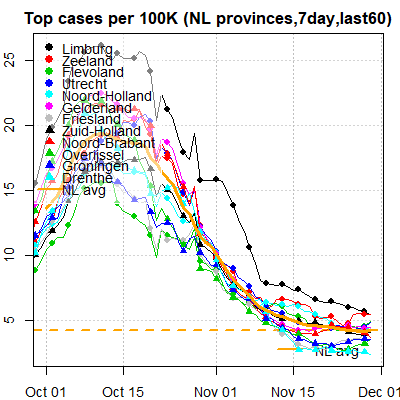 Top cases per 100K (NL provinces,7day,last60)
Limburg
Zeeland
Flevoland
Utrecht
Noord-Holland
Gelderland
Friesland
Zuid-Holland
Noord-Brabant
Overijssel
Groningen
Drenthe
NL avg
25
20
15
10
5
NL avg
Oct 01
Oct 15
Nov 01
Nov 15
Dec 01